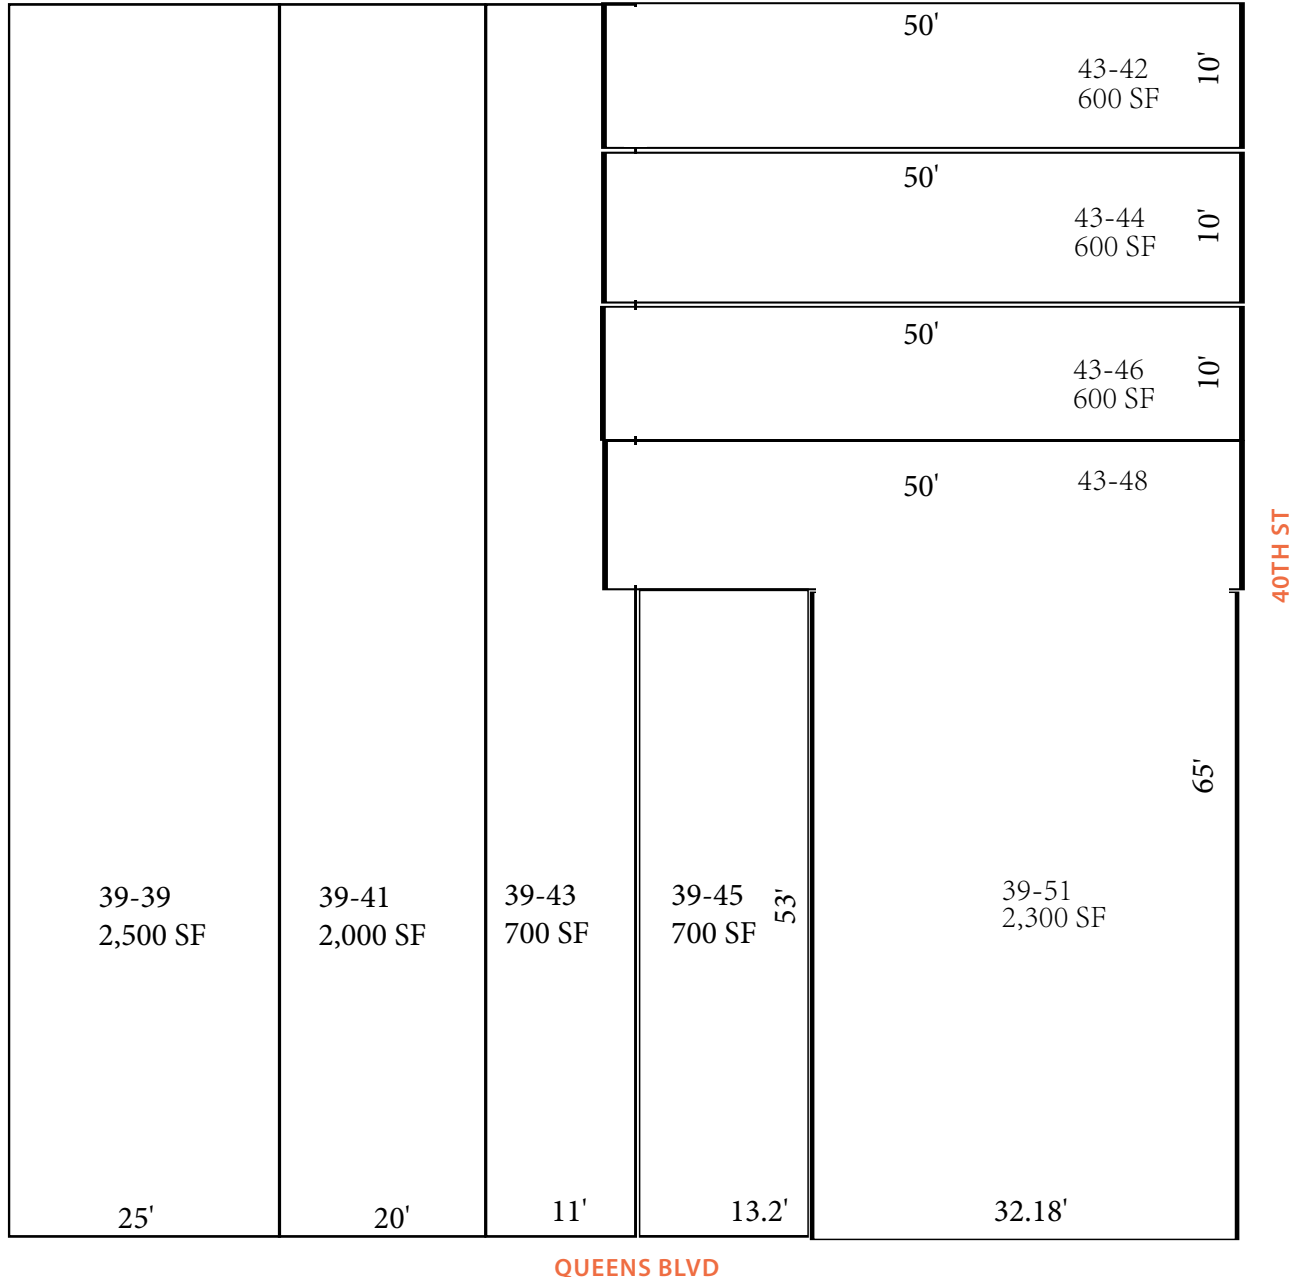 50'
43-42
600 SF
10'
50'
43-44
600 SF
10'
50'
43-46
600 SF
10'
50'
43-48
40TH ST
65'
39-39
2,500 SF
39-41
2,000 SF
39-43
700 SF
39-45
700 SF
53'
39-51
2,300 SF
25'
20'
11'
13.2'
32.18'
QUEENS BLVD